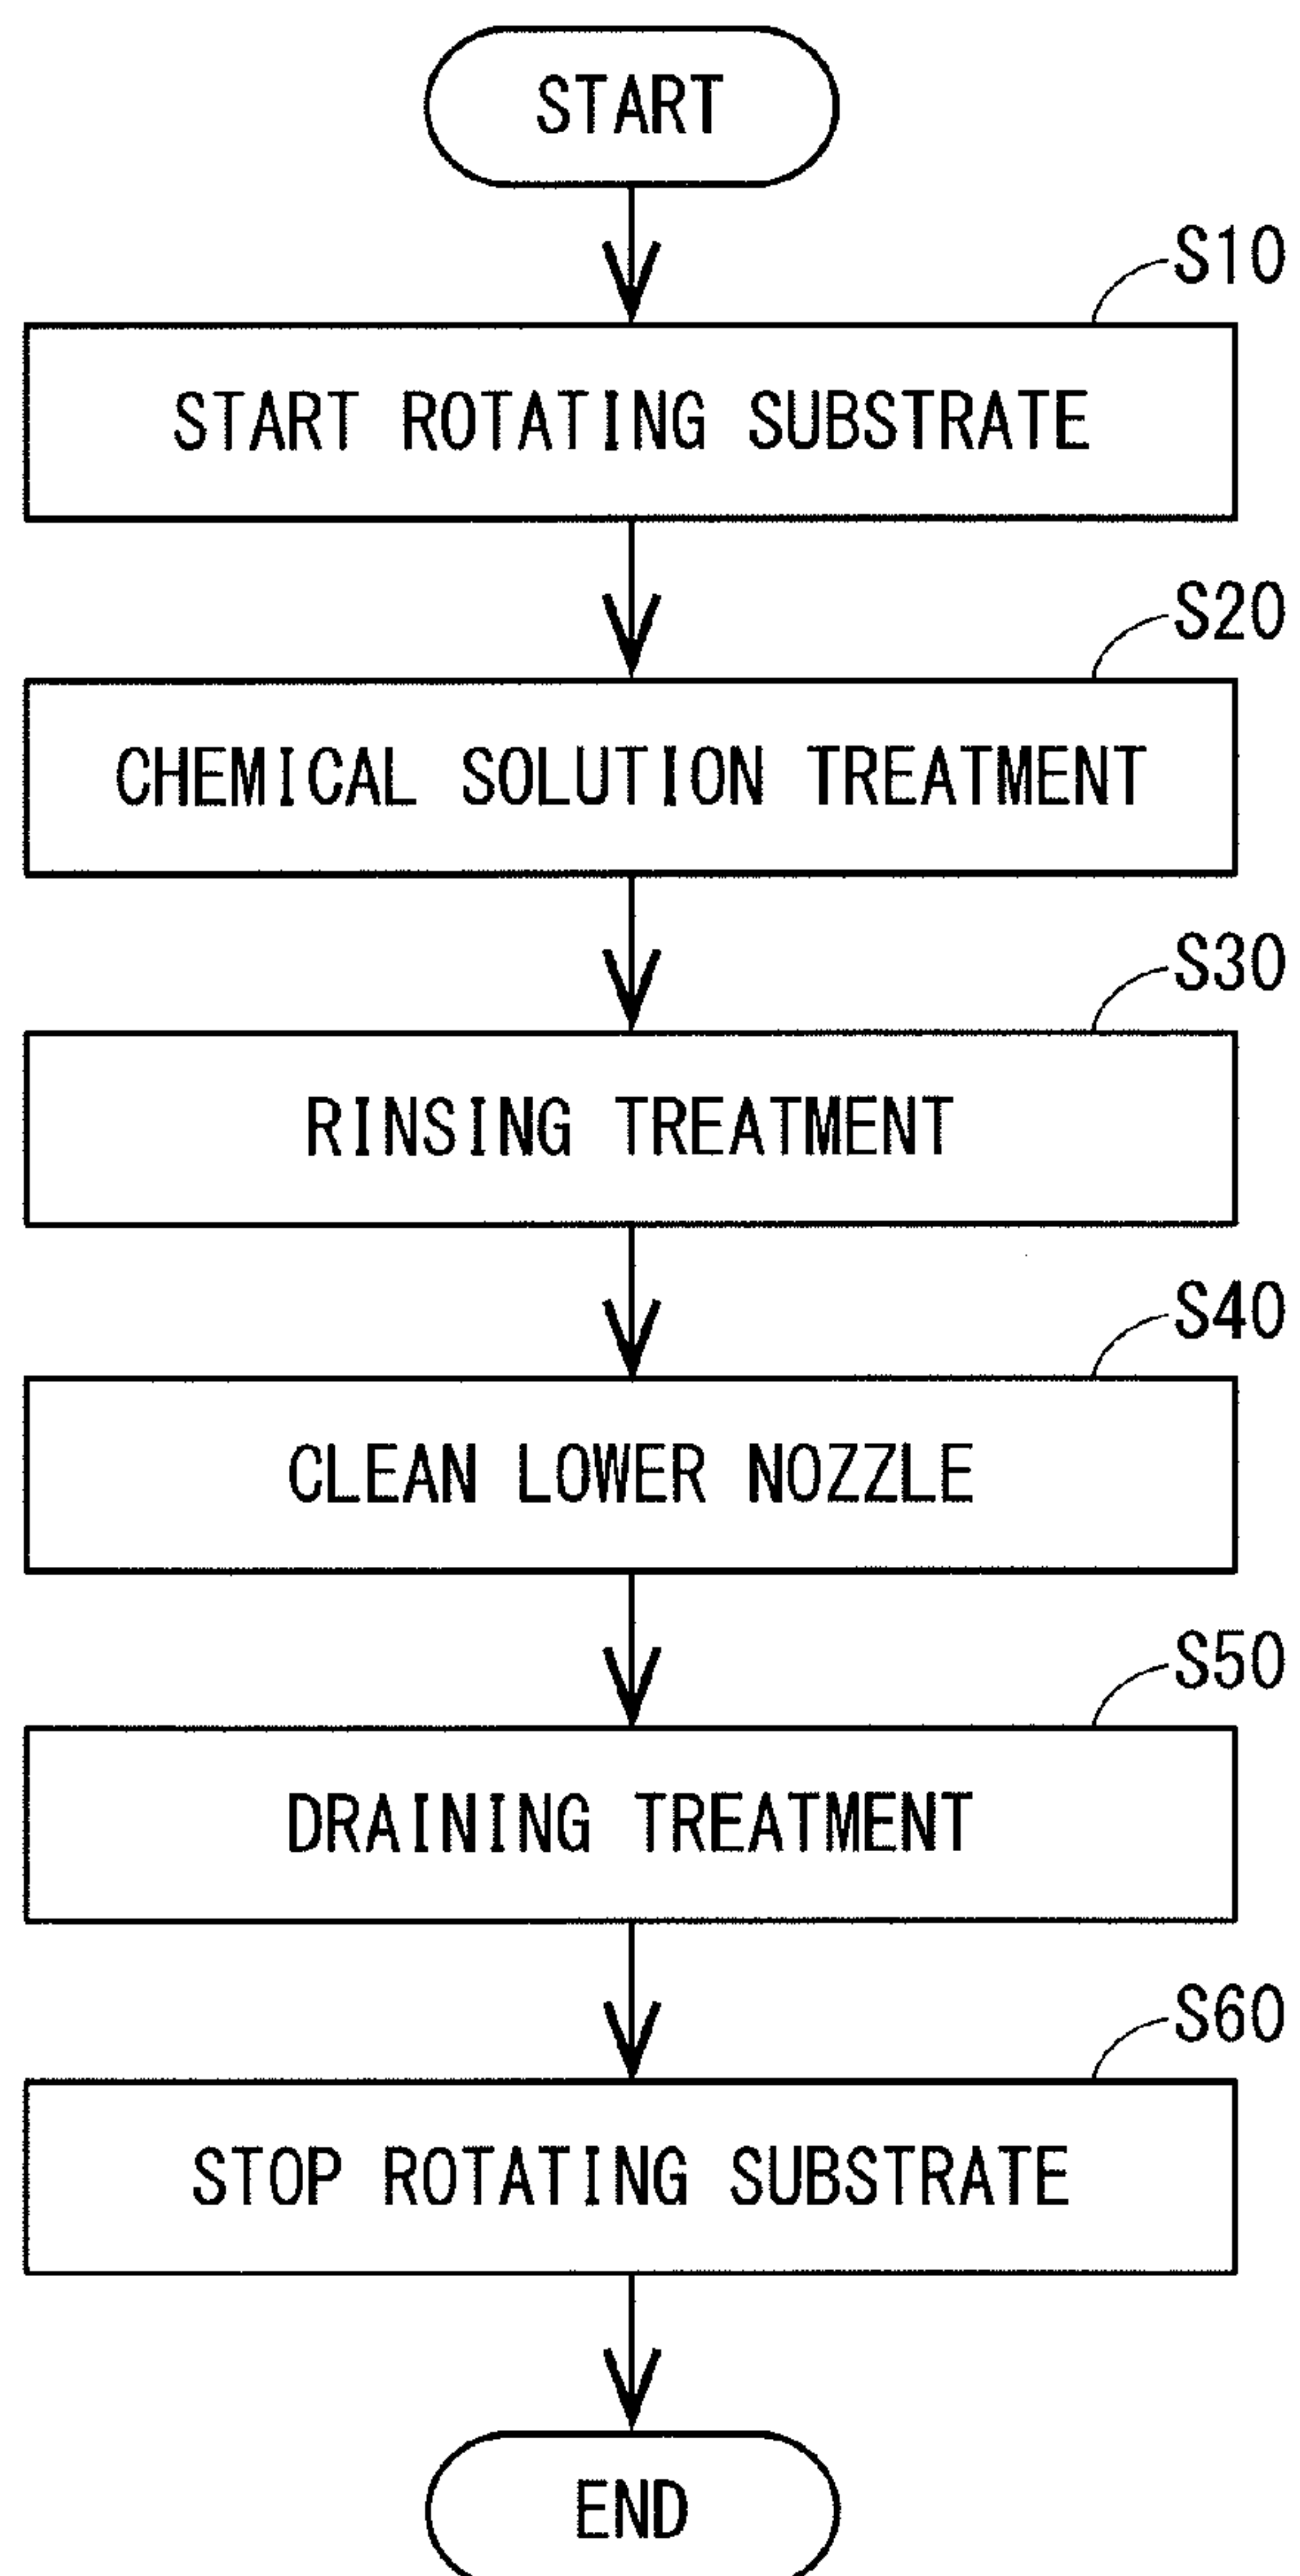 START
S10
START ROTATING SUBSTRATE
S20
CHEMICAL SOLUTION TREATMENT
S30
RINSING TREATMENT
S40
CLEAN LOWER NOZZLE
S50
DRAINING TREATMENT
S60
STOP ROTATING SUBSTRATE
END